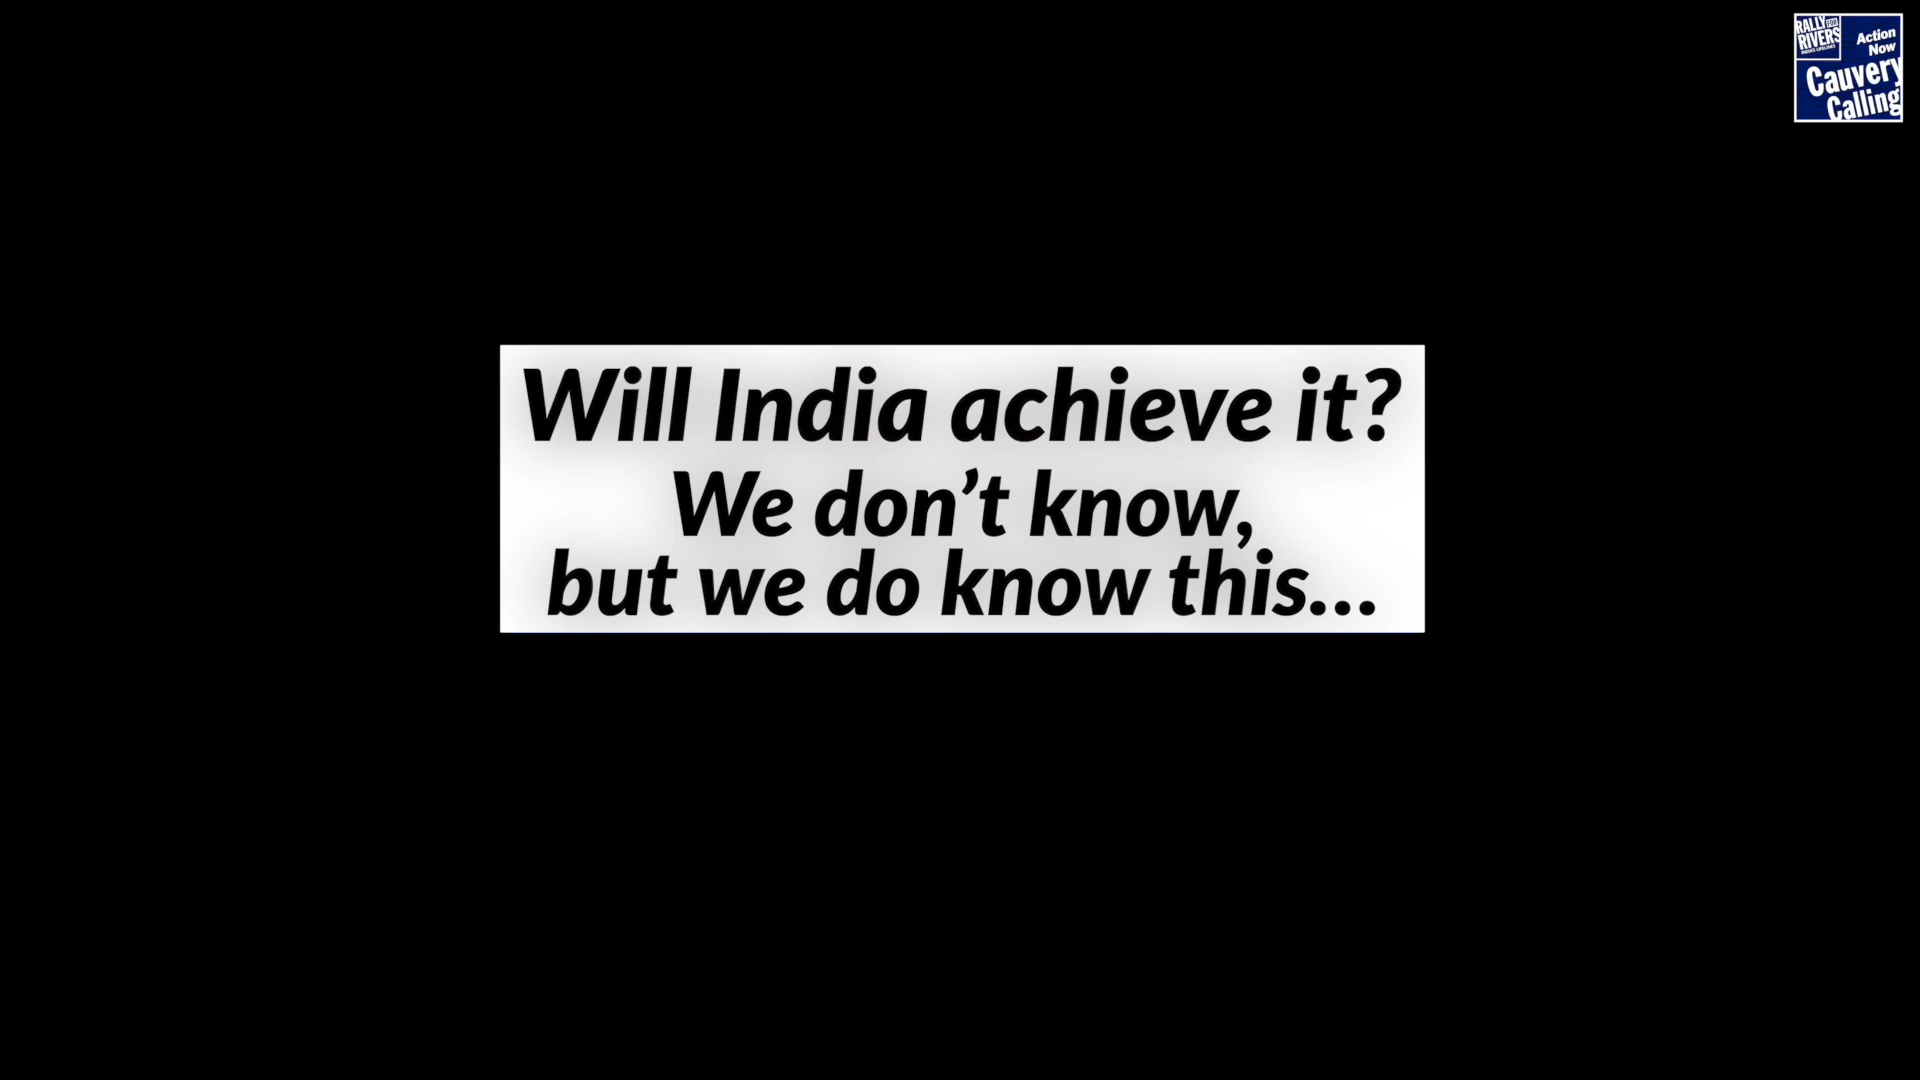 RALLY FOR
RIVERS
Action
Now
Cauvery
Calling
Will India achieve it?
We don’t know,
but we do know this...